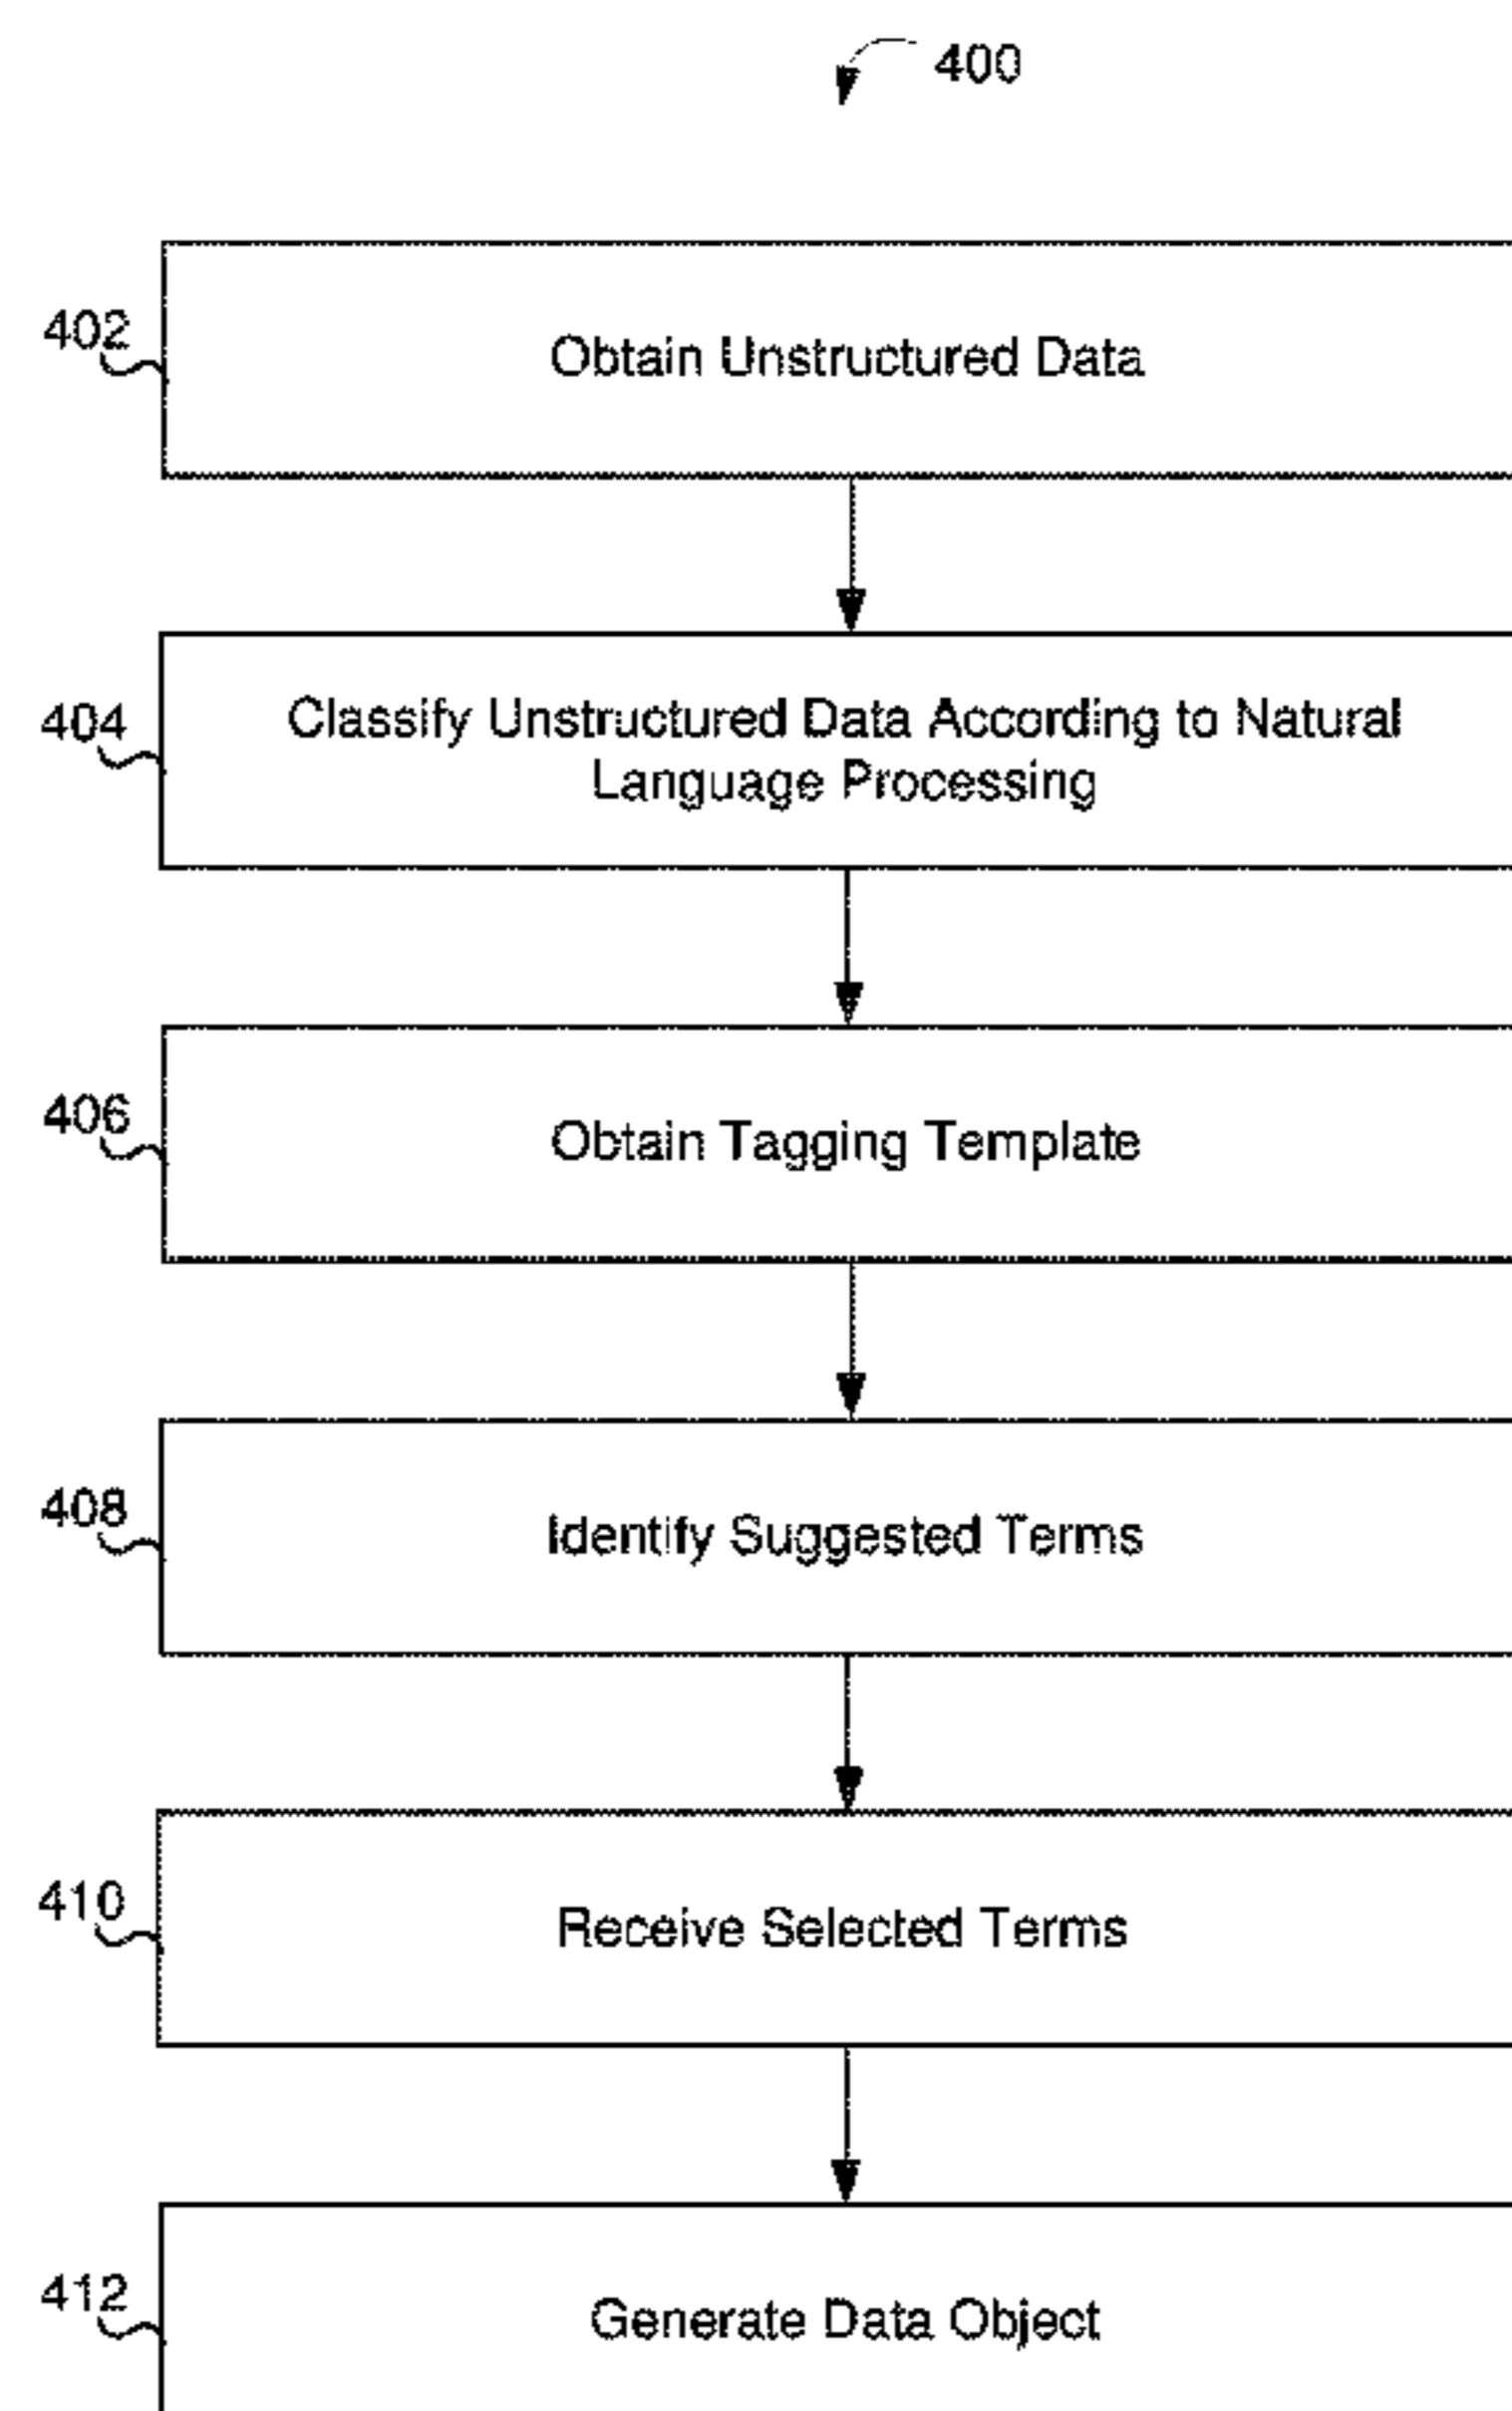 400
402
Obtain Unstructured Data
404
Classify Unstructured Data According to Natural
Language Processing
406
Obtain Tagging Template
408
Identify Suggested Terms
410
Receive Selected Terms
412
Generate Data Object